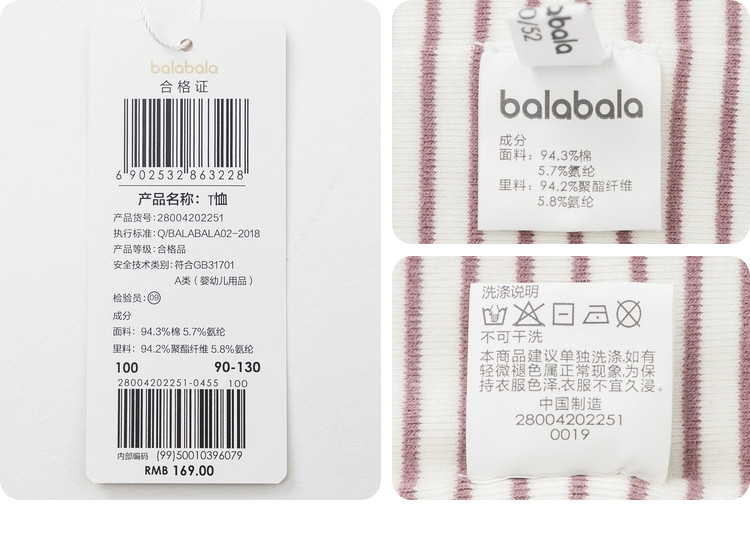 balabala
合格证
6 902532 863228
产品名称：T恤
产品货号：28004202251
执行标准：Q/BALABALA02-2018
产品等级：合格品
安全技术类别：符合GB31701
A类（婴幼儿用品）
检验员：09
成分
面料：94.3%棉 5.7%氨纶
里料：94.2%聚酯纤维 5.8%氨纶
100 90-130
28004202251-0455 100
内部编码 (99)50010396079
RMB 169.00
0/52
balabala
balabala
成分
面料：94.3%棉
5.7%氨纶
里料：94.2%聚酯纤维
5.8%氨纶
洗涤说明
不可干洗
本商品建议单独洗涤,如有
轻微褪色属正常现象,为保
持衣服色泽,衣服不宜久浸。
中国制造
28004202251
0019